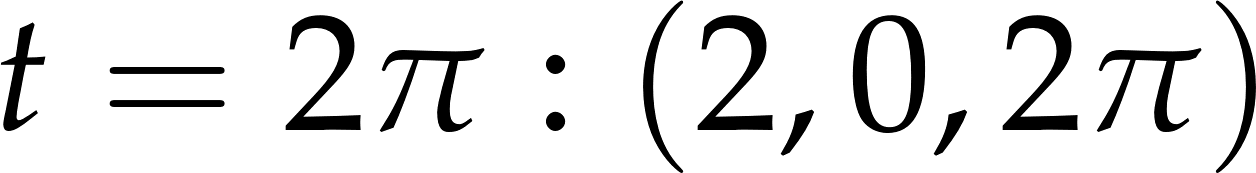 t = 2π : (2, 0, 2π)